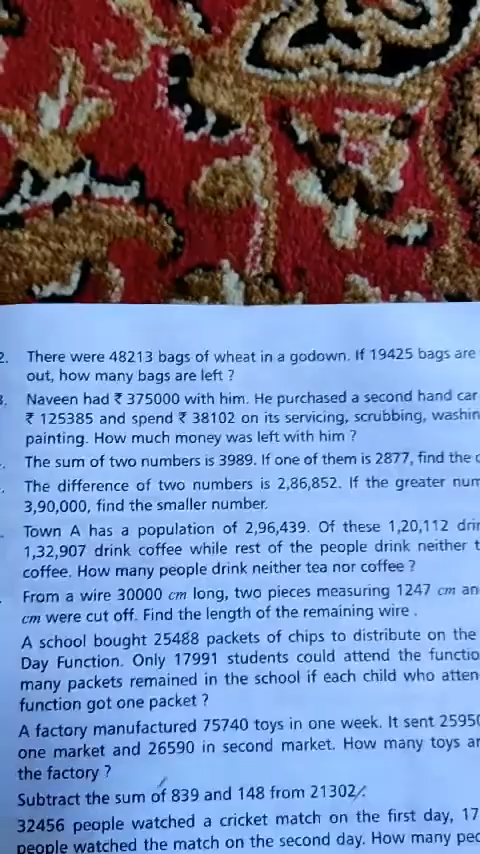 2. There were 48213 bags of wheat in a godown. If 19425 bags are
out, how many bags are left ?
3. Naveen had ₹ 375000 with him. He purchased a second hand car
₹ 125385 and spend ₹ 38102 on its servicing, scrubbing,
painting. How much money was left with him ?
The sum of two numbers is 3989. If one of them is 2877, find the
The difference of two numbers is 2,86,852. If the greater
3,90,000, find the smaller number.
Town A has a population of 2,96,439. Of these 1,20,112
1,32,907 drink coffee while rest of the people drink neither
coffee. How many people drink neither tea nor coffee ?
From a wire 30000 cm long, two pieces measuring 1247 cm
cm were cut off. Find the length of the remaining wire .
A school bought 25488 packets of chips to distribute on the
Day Function. Only 17991 students could attend the
many packets remained in the school if each child who
function got one packet ?
A factory manufactured 75740 toys in one week. It sent
one market and 26590 in second market. How many toys
the factory ?
Subtract the sum of 839 and 148 from 21302
32456 people watched a cricket match on the first day,
people watched the match on the second day. How many